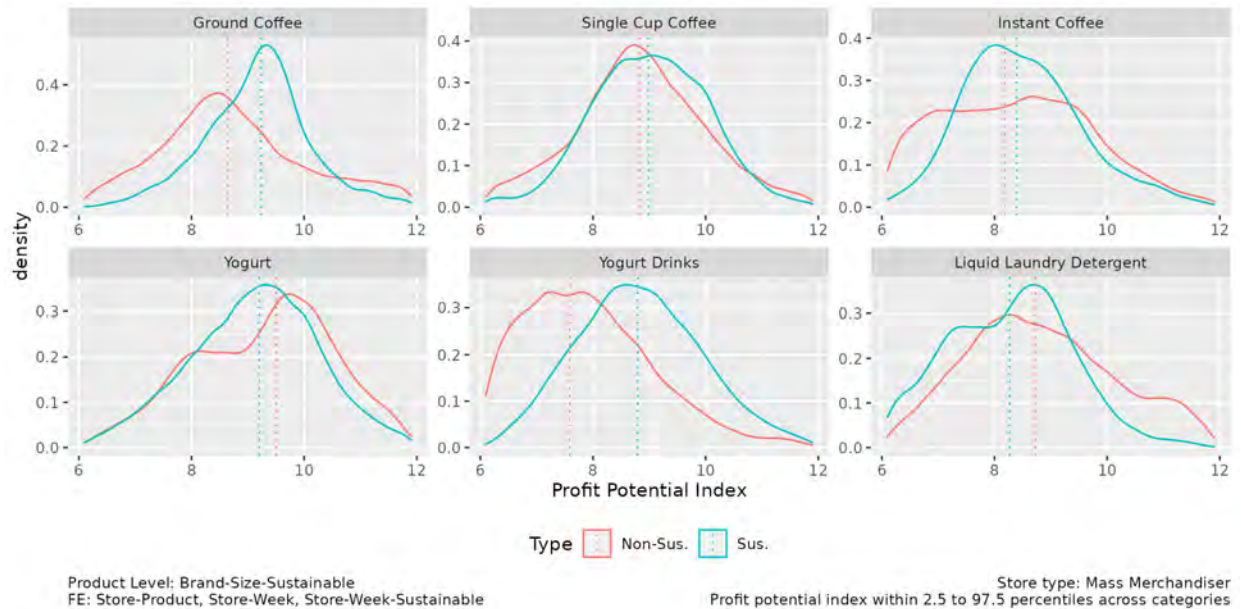 Ground Coffee
Single Cup Coffee
Instant Coffee
0.4
0.2
0.0
6 8 10 12
0.4
0.3
0.2
0.1
0.0
6 8 10 12
0.4
0.3
0.2
0.1
0.0
6 8 10 12
density
Yogurt
Yogurt Drinks
Liquid Laundry Detergent
0.3
0.2
0.1
0.0
6 8 10 12
0.3
0.2
0.1
0.0
6 8 10 12
0.3
0.2
0.1
0.0
6 8 10 12
Profit Potential Index
Type Non-Sus. Sus.
Product Level: Brand-Size-Sustainable
FE: Store-Product, Store-Week, Store-Week-Sustainable
Store type: Mass Merchandiser
Profit potential index within 2.5 to 97.5 percentiles across categories